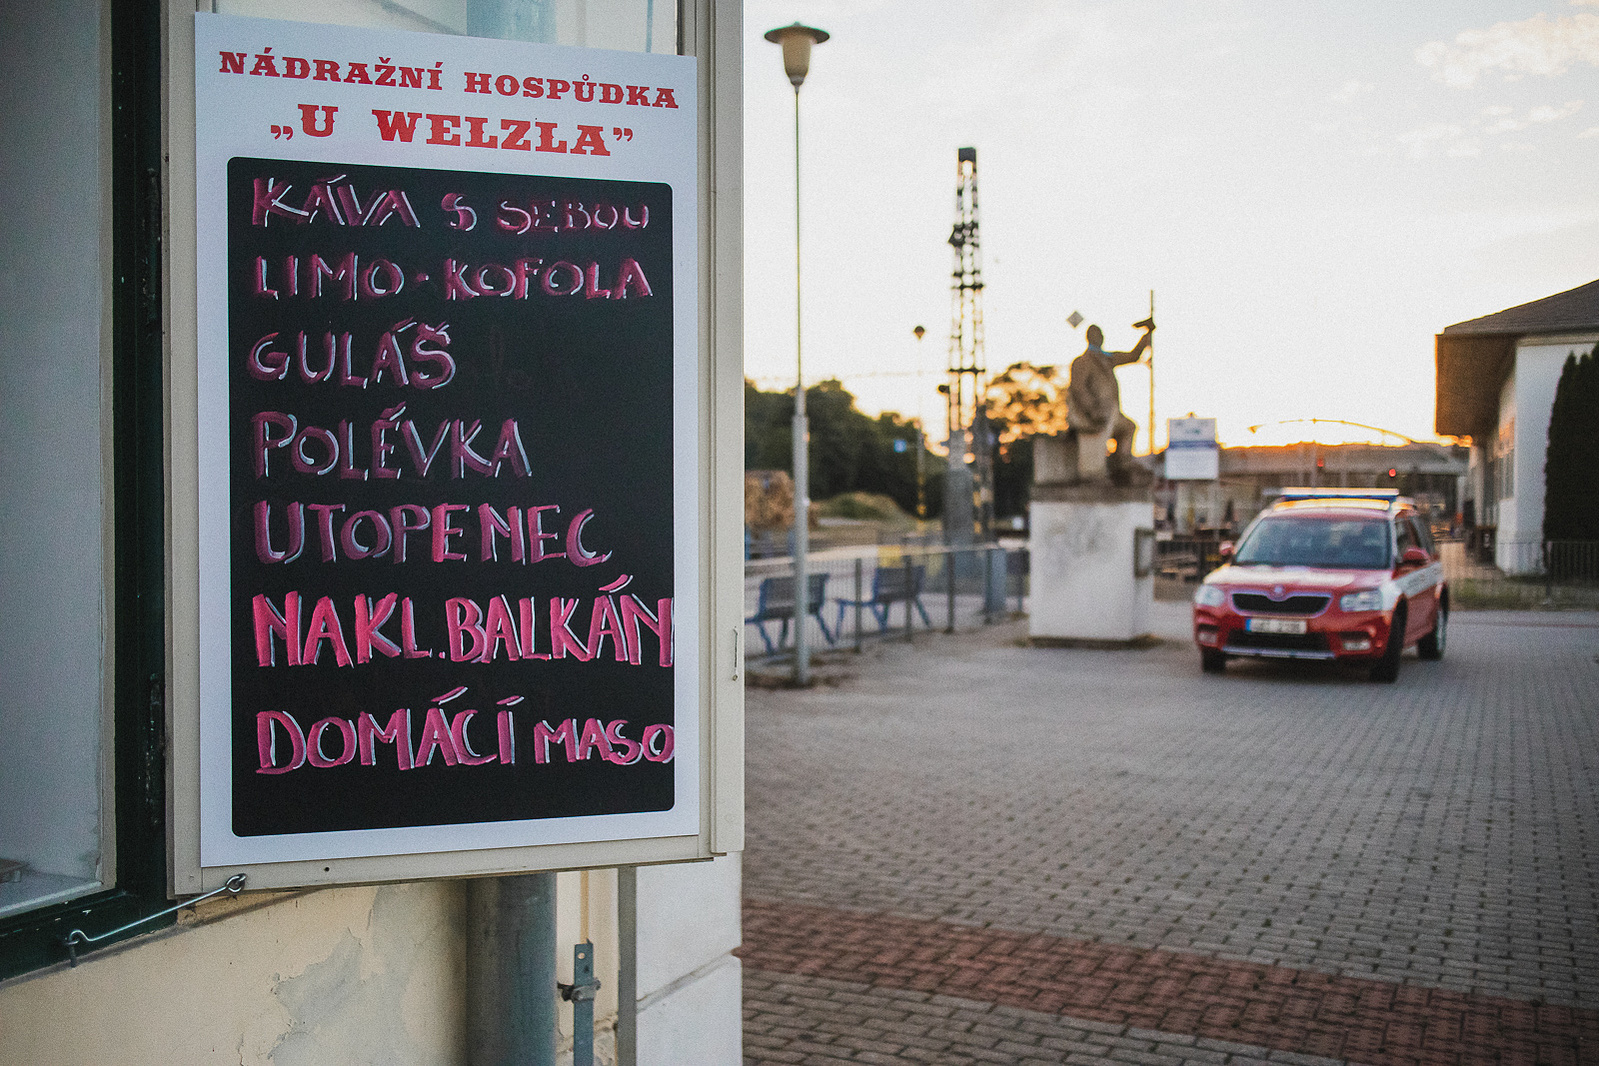 NÁDRAŽNÍ HOSPŮDKA
„U WELZLA”
KÁVA S SEBOU
LIMO · KOFOLA
GULÁŠ
POLÉVKA
UTOPENEC
NAKL. BALKÁN
DOMÁCÍ MASO